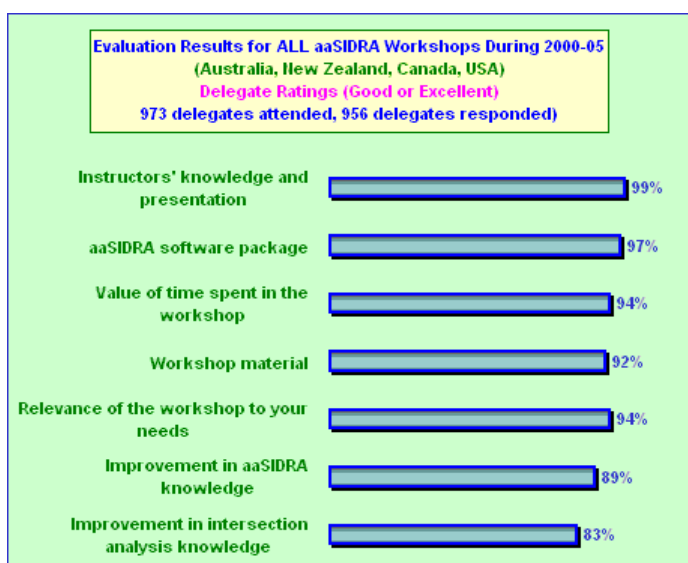 Evaluation Results for ALL aaSIDRA Workshops During 2000-05
(Australia, New Zealand, Canada, USA)
Delegate Ratings (Good or Excellent)
973 delegates attended, 956 delegates responded)
Instructors' knowledge and
presentation
99%
aaSIDRA software package
97%
Value of time spent in the
workshop
94%
Workshop material
92%
Relevance of the workshop to your
needs
94%
Improvement in aaSIDRA
knowledge
89%
Improvement in intersection
analysis knowledge
83%